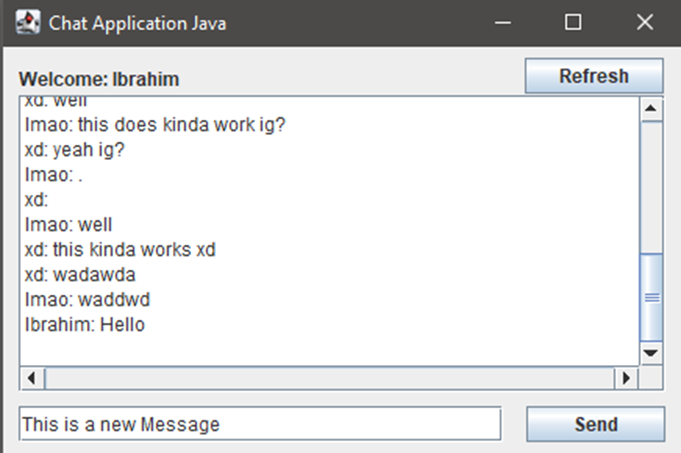 Chat Application Java
Welcome: Ibrahim
Refresh
xd: well
lmao: this does kinda work ig?
xd: yeah ig?
lmao: .
xd:
lmao: well
xd: this kinda works xd
xd: wadawda
lmao: waddwd
Ibrahim: Hello
This is a new Message
Send